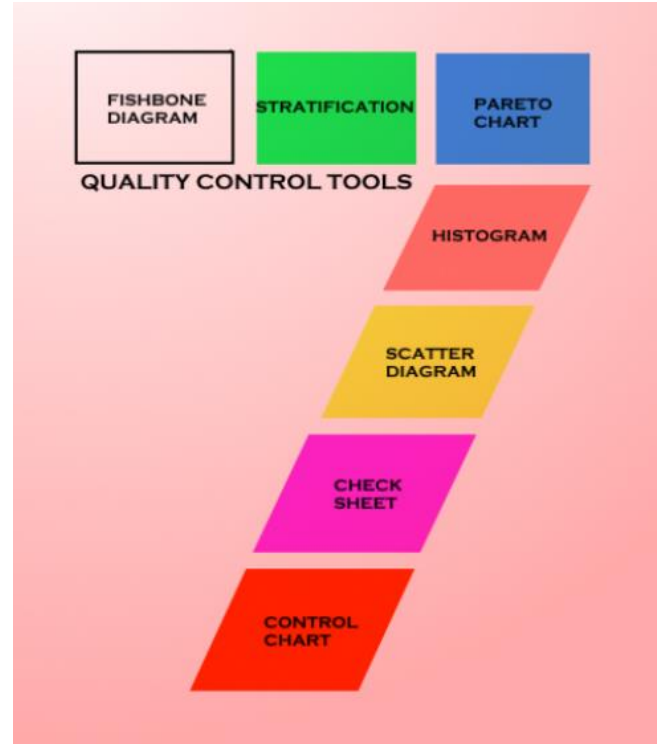 FISHBONE
DIAGRAM
STRATIFICATION
PARETO
CHART
QUALITY CONTROL TOOLS
HISTOGRAM
SCATTER
DIAGRAM
CHECK
SHEET
CONTROL
CHART